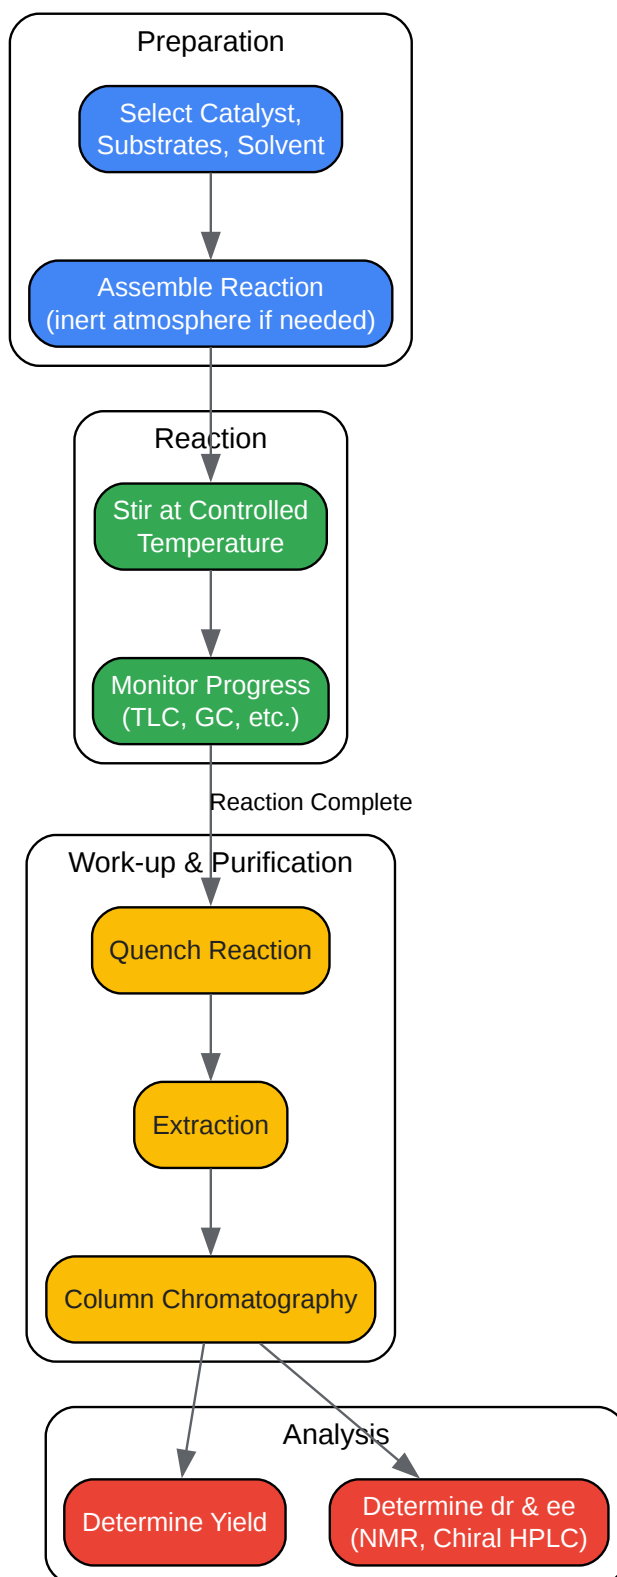 Preparation
Select Catalyst,
Substrates, Solvent
Assemble Reaction
(inert atmosphere if needed)
Reaction
Stir at Controlled
Temperature
Monitor Progress
(TLC, GC, etc.)
Reaction Complete
Work-up & Purification
Quench Reaction
Extraction
Column Chromatography
Analysis
Determine Yield
Determine dr & ee
(NMR, Chiral HPLC)